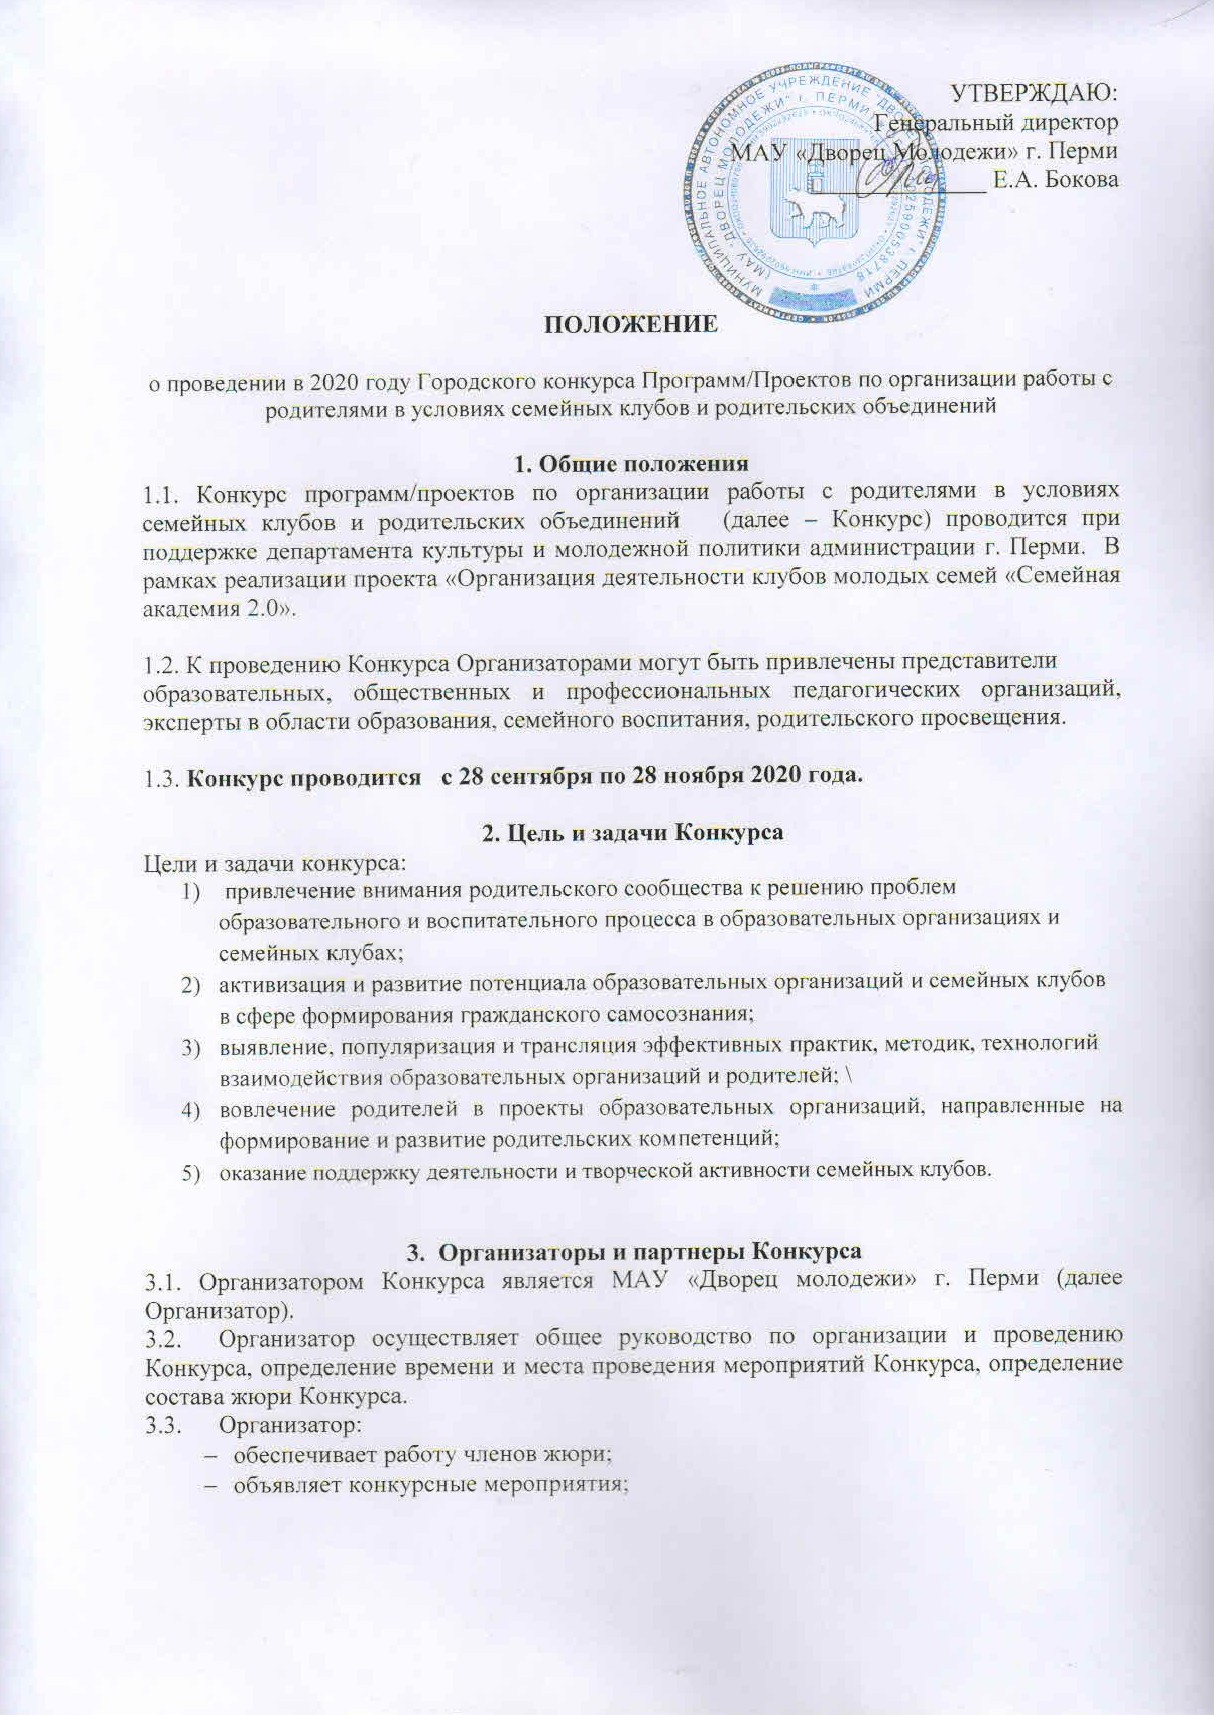 УТВЕРЖДАЮ:
Генеральный директор
МАУ «Дворец Молодежи» г. Перми
Е.А. Бокова
МУНИЦИПАЛЬНОЕ АВТОНОМНОЕ УЧРЕЖДЕНИЕ "ДВОРЕЦ МОЛОДЕЖИ" г. ПЕРМИ
(МАУ "ДВОРЕЦ МОЛОДЕЖИ" г. ПЕРМИ)
ПОЛОЖЕНИЕ
о проведении в 2020 году Городского конкурса Программ/Проектов по организации работы с
родителями в условиях семейных клубов и родительских объединений
1. Общие положения
1.1. Конкурс программ/проектов по организации работы с родителями в условиях
семейных клубов и родительских объединений (далее – Конкурс) проводится при
поддержке департамента культуры и молодежной политики администрации г. Перми. В
рамках реализации проекта «Организация деятельности клубов молодых семей «Семейная
академия 2.0».
1.2. К проведению Конкурса Организаторами могут быть привлечены представители
образовательных, общественных и профессиональных педагогических организаций,
эксперты в области образования, семейного воспитания, родительского просвещения.
1.3. Конкурс проводится с 28 сентября по 28 ноября 2020 года.
2. Цель и задачи Конкурса
Цели и задачи конкурса:
1) привлечение внимания родительского сообщества к решению проблем
образовательного и воспитательного процесса в образовательных организациях и
семейных клубах;
2) активизация и развитие потенциала образовательных организаций и семейных клубов
в сфере формирования гражданского самосознания;
3) выявление, популяризация и трансляция эффективных практик, методик, технологий
взаимодействия образовательных организаций и родителей; \
4) вовлечение родителей в проекты образовательных организаций, направленные на
формирование и развитие родительских компетенций;
5) оказание поддержку деятельности и творческой активности семейных клубов.
3. Организаторы и партнеры Конкурса
3.1. Организатором Конкурса является МАУ «Дворец молодежи» г. Перми (далее
Организатор).
3.2. Организатор осуществляет общее руководство по организации и проведению
Конкурса, определение времени и места проведения мероприятий Конкурса, определение
состава жюри Конкурса.
3.3. Организатор:
– обеспечивает работу членов жюри;
– объявляет конкурсные мероприятия;